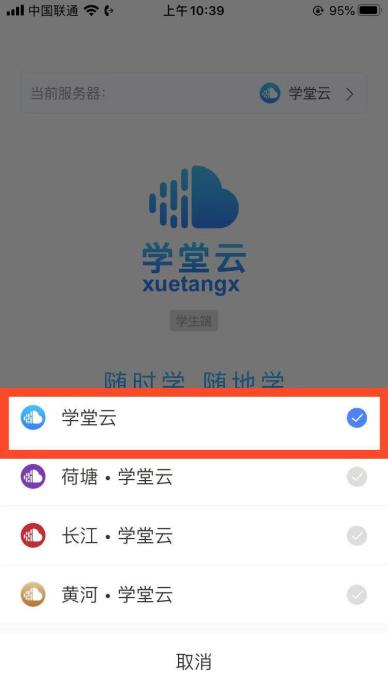 中国联通 上午10:39 95%
当前服务器: 学堂云
学堂云
xuetangx
学生端
随时学 随地学
学堂云
荷塘•学堂云
长江•学堂云
黄河•学堂云
取消